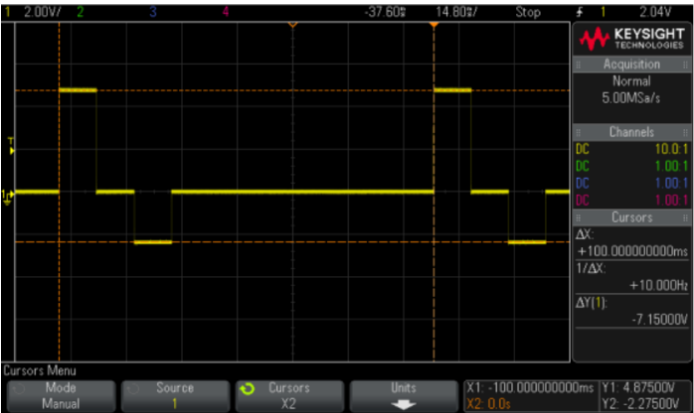 1 2.00V/ 2 3 4 -37.60s 14.80s/ Stop 1 2.04V
KEYSIGHT
TECHNOLOGIES
Acquisition
Normal
5.00MSa/s
Channels
DC 10.0:1
DC 1.00:1
DC 1.00:1
DC 1.00:1
Cursors
ΔX:
+100.000000000ms
1/ΔX:
+10.000Hz
ΔY(1):
-7.15000V
T
1
Cursors Menu
Mode
Manual
Source
1
Cursors
X2
Units
X1: -100.000000000ms
X2: 0.0s
Y1: 4.87500V
Y2: -2.27500V